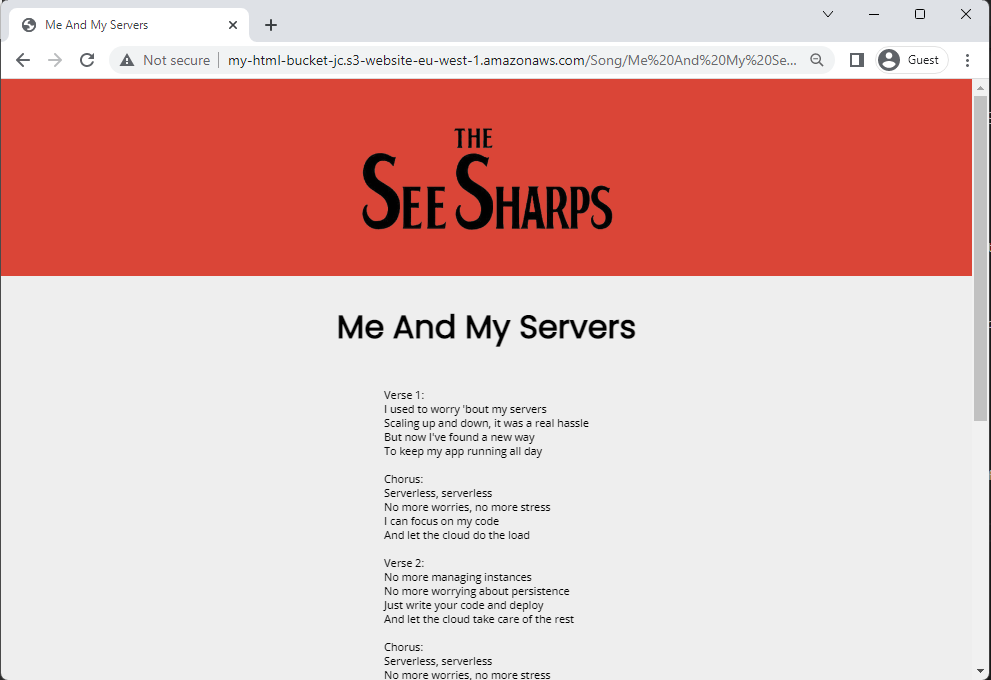 Me And My Servers
Not secure
my-html-bucket-jc.s3-website-eu-west-1.amazonaws.com/Song/Me%20And%20My%20Se...
Guest
THE
SEE SHARPS
Me And My Servers
Verse 1:
I used to worry 'bout my servers
Scaling up and down, it was a real hassle
But now I've found a new way
To keep my app running all day
Chorus:
Serverless, serverless
No more worries, no more stress
I can focus on my code
And let the cloud do the load
Verse 2:
No more managing instances
No more worrying about persistence
Just write your code and deploy
And let the cloud take care of the rest
Chorus:
Serverless, serverless
No more worries, no more stress